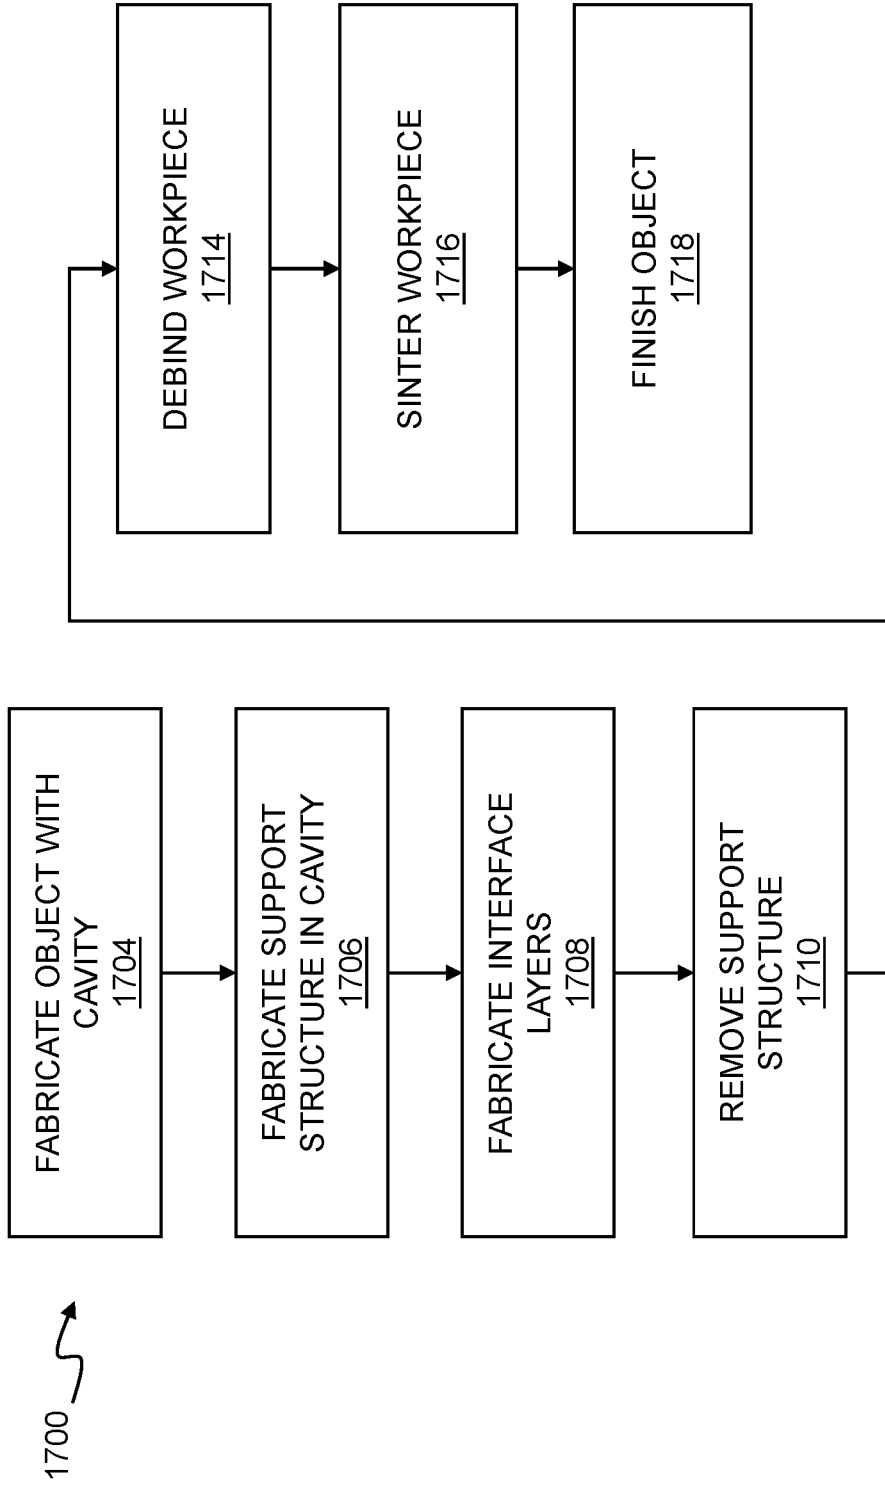 1700
FABRICATE OBJECT WITH
CAVITY
1704
FABRICATE SUPPORT
STRUCTURE IN CAVITY
1706
FABRICATE INTERFACE
LAYERS
1708
REMOVE SUPPORT
STRUCTURE
1710
DEBIND WORKPIECE
1714
SINTER WORKPIECE
1716
FINISH OBJECT
1718